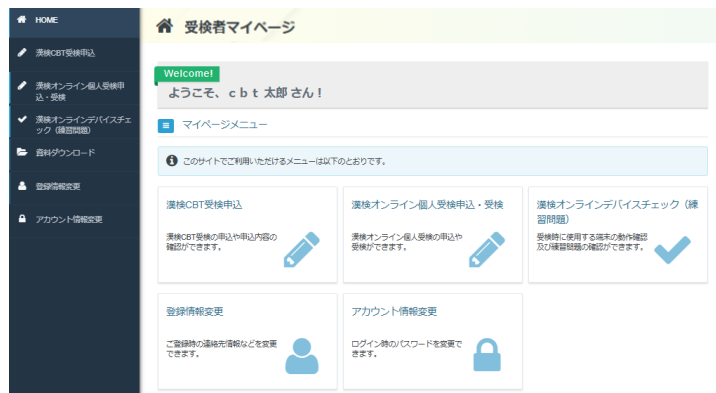 HOME
漢検CBT受検申込
漢検オンライン個人受検申
込・受検
漢検オンラインデバイスチェ
ック（練習問題）
資料ダウンロード
登録情報変更
アカウント情報変更
受検者マイページ
Welcome!
ようこそ、ｃｂｔ 太郎 さん！
マイページメニュー
このサイトでご利用いただけるメニューは以下のとおりです。
漢検CBT受検申込
漢検CBT受検の申込や申込内容の
確認ができます。
漢検オンライン個人受検申込・受検
漢検オンライン個人受検の申込や
受検ができます。
漢検オンラインデバイスチェック（練
習問題）
受検時に使用する端末の動作確認
及び練習問題の確認ができます。
登録情報変更
ご登録時の連絡先情報などを変更
できます。
アカウント情報変更
ログイン時のパスワードを変更で
きます。